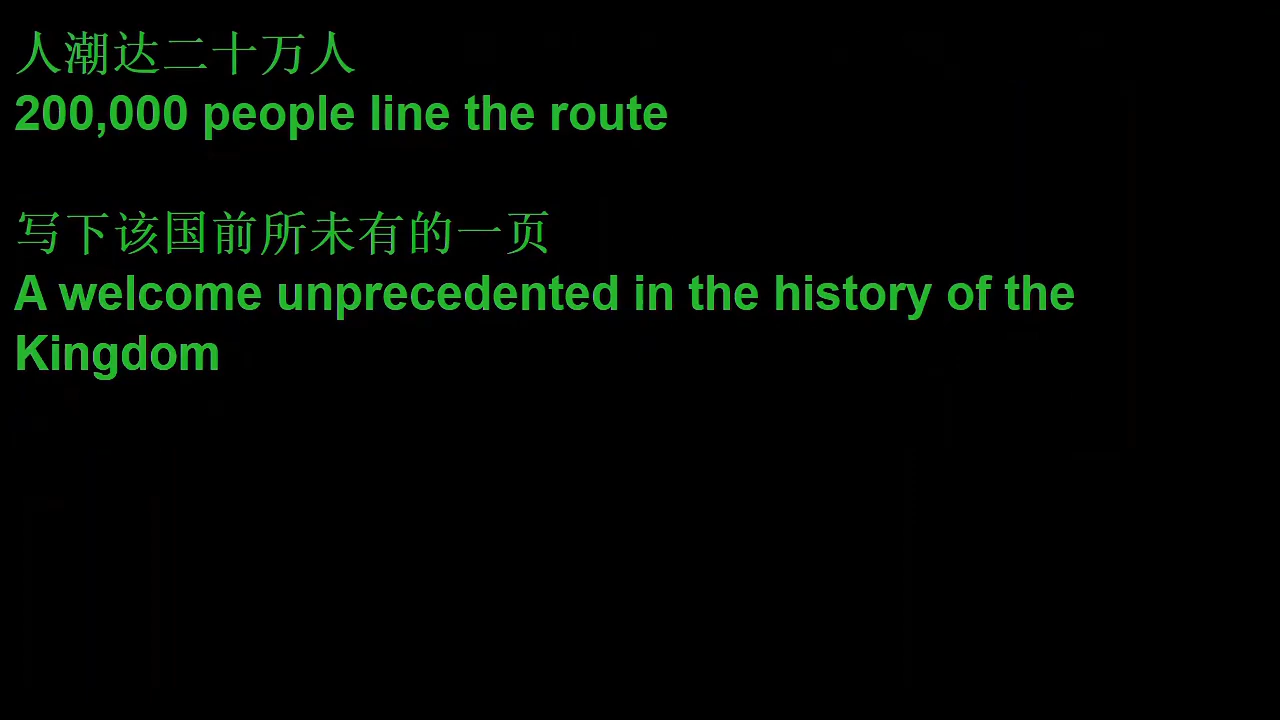 人潮达二十万人
200,000 people line the route
写下该国前所未有的一页
A welcome unprecedented in the history of the
Kingdom